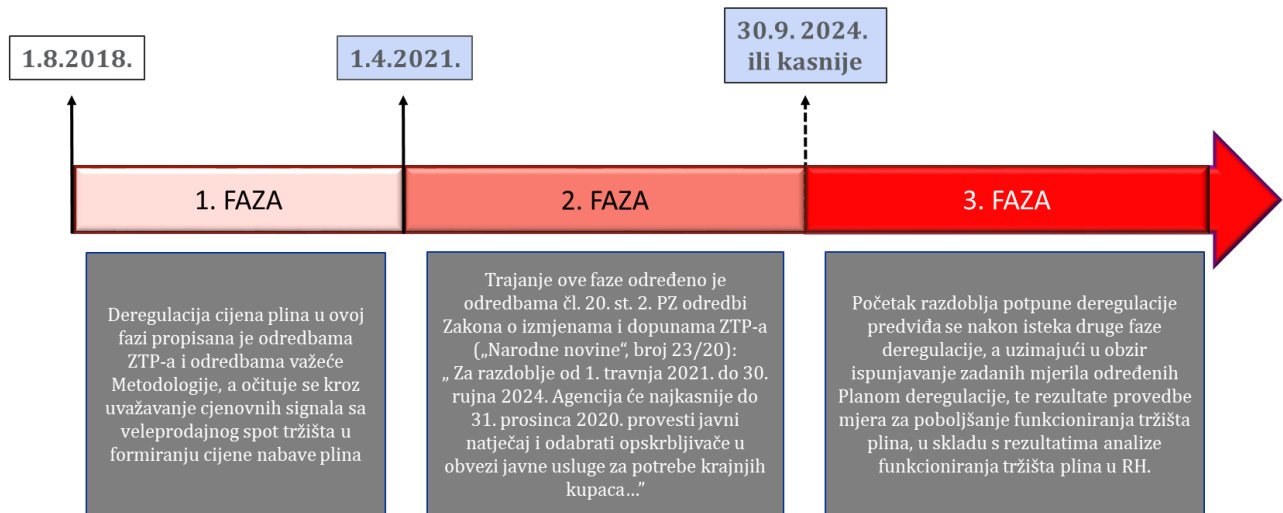 1.8.2018.
1.4.2021.
30.9. 2024.
ili kasnije
1. FAZA
2. FAZA
3. FAZA
Deregulacija cijena plina u ovoj
fazi propisana je odredbama
ZTP-a i odredbama važeće
Metodologije, a očituje se kroz
uvažavanje cjenovnih signala sa
veleprodajnog spot tržišta u
formiranju cijene nabave plina
Trajanje ove faze određeno je
odredbama čl. 20. st. 2. PZ odredbi
Zakona o izmjenama i dopunama ZTP-a
(„Narodne novine“, broj 23/20):
„ Za razdoblje od 1. travnja 2021. do 30.
rujna 2024. Agencija će najkasnije do
31. prosinca 2020. provesti javni
natječaj i odabrati opskrbljivače u
obvezi javne usluge za potrebe krajnjih
kupaca…”
Početak razdoblja potpune deregulacije
predviđa se nakon isteka druge faze
deregulacije, a uzimajući u obzir
ispunjavanje zadanih mjerila određenih
Planom deregulacije, te rezultate provedbe
mjera za poboljšanje funkcioniranja tržišta
plina, u skladu s rezultatima analize
funkcioniranja tržišta plina u RH.